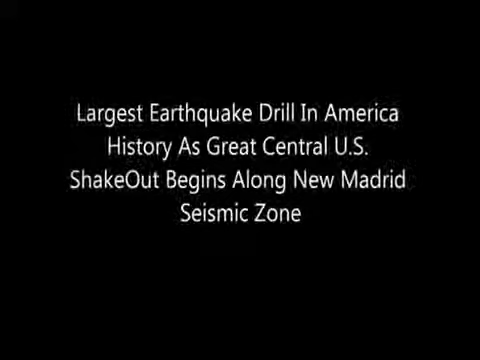 Largest Earthquake Drill In America
History As Great Central U.S.
ShakeOut Begins Along New Madrid
Seismic Zone